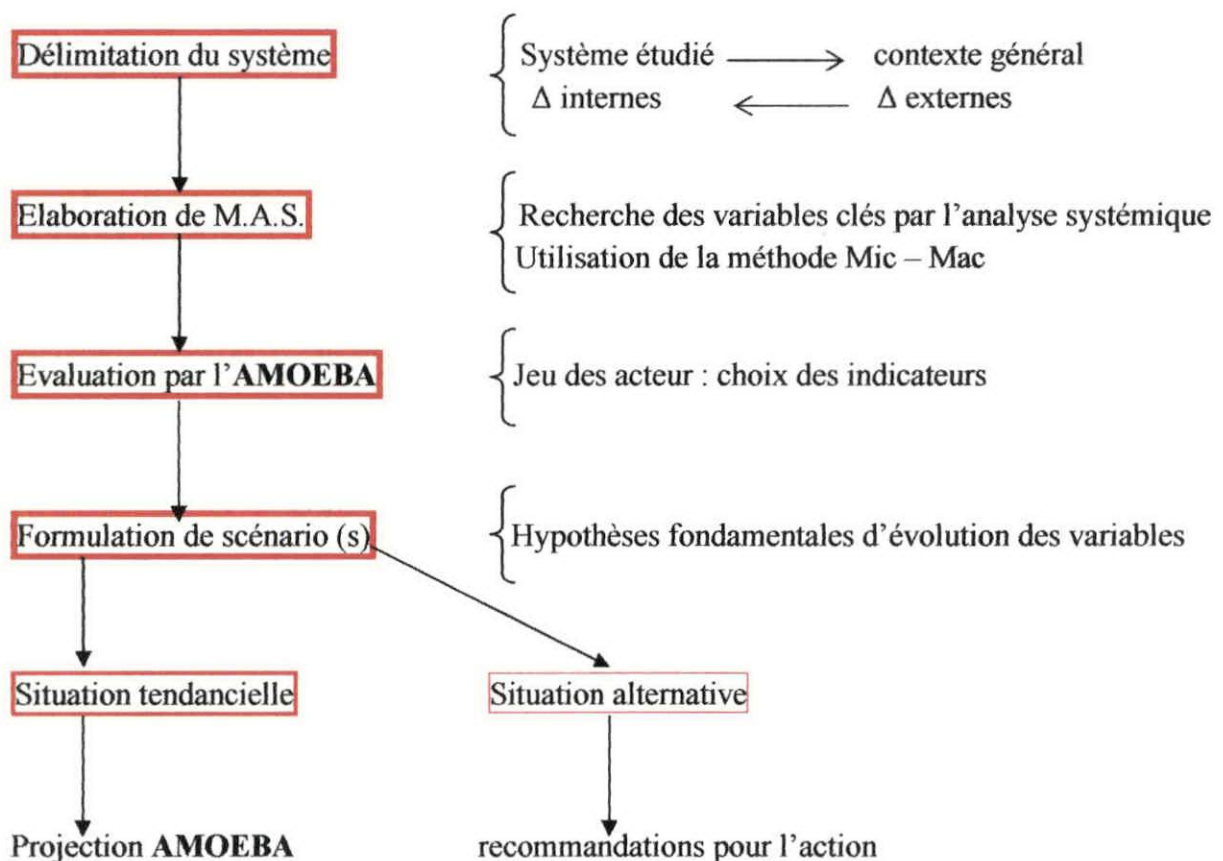 Délimitation du système
Système étudié → contexte général
Δ internes ← Δ externes
Elaboration de M.A.S.
Recherche des variables clés par l'analyse systémique
Utilisation de la méthode Mic – Mac
Evaluation par l'AMOEBA
Jeu des acteur : choix des indicateurs
Formulation de scénario (s)
Hypothèses fondamentales d'évolution des variables
Situation tendancielle
Situation alternative
Projection AMOEBA
recommandations pour l'action